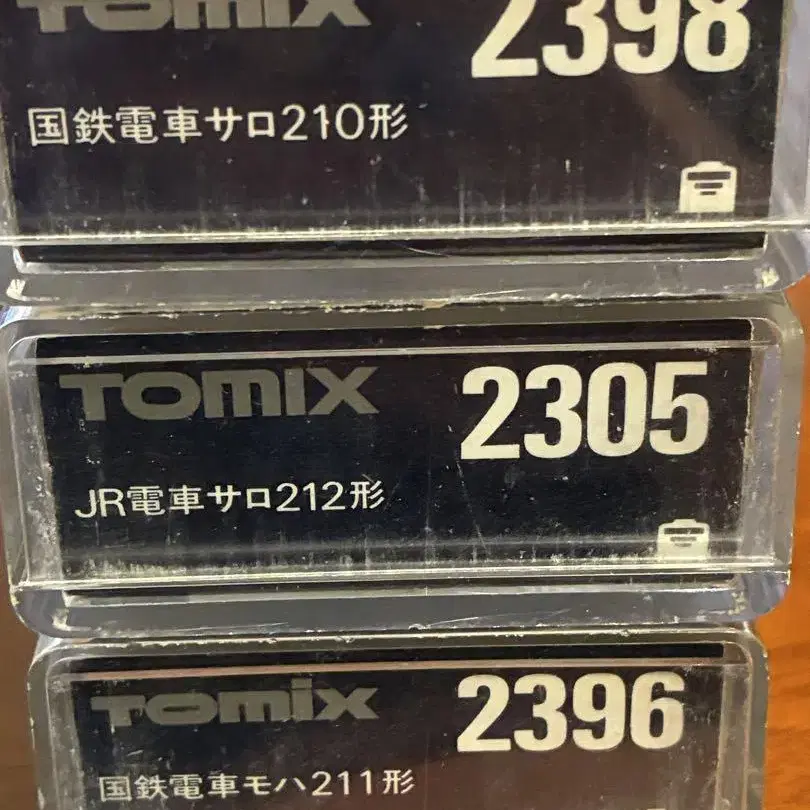 TOMIX 2398
国鉄電車サロ210形
TOMIX 2305
JR電車サロ212形
TOMIX 2396
国鉄電車モハ211形